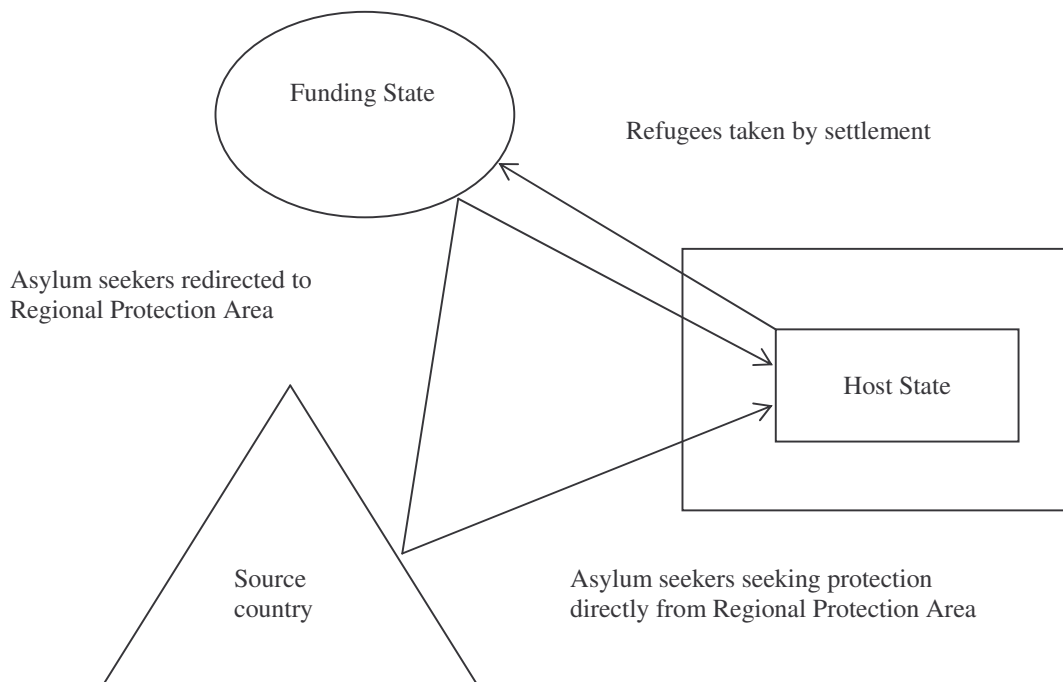 Funding State
Refugees taken by settlement
Asylum seekers redirected to
Regional Protection Area
Host State
Source
country
Asylum seekers seeking protection
directly from Regional Protection Area